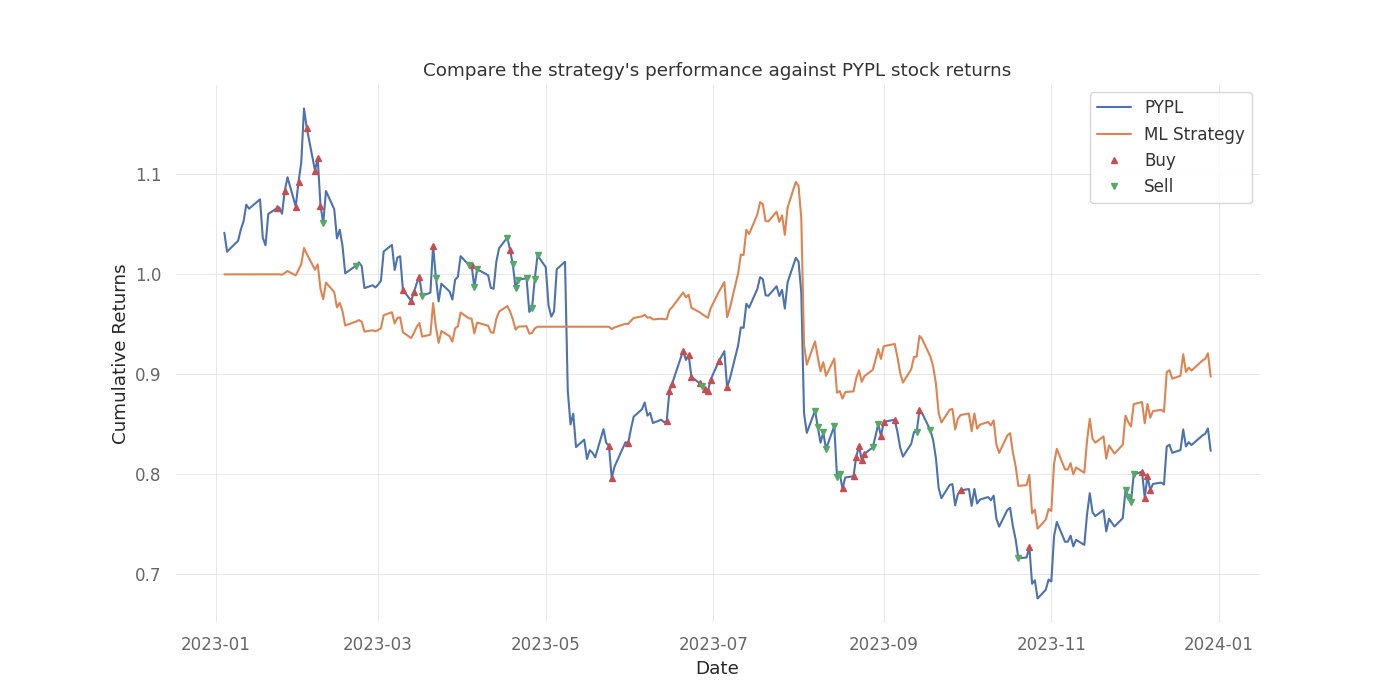 Compare the strategy's performance against PYPL stock returns
PYPL
ML Strategy
Buy
Sell
Cumulative Returns
1.1
1.0
0.9
0.8
0.7
2023-01
2023-03
2023-05
2023-07
2023-09
2023-11
2024-01
Date